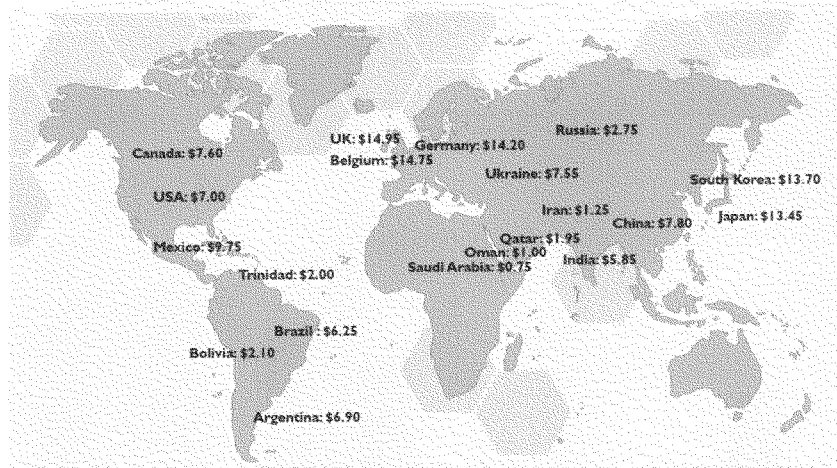 Russia: $2.75
UK: $14.95
Germany: $14.20
Canada: $7.60
Belgium: $14.75
Ukraine: $7.55
South Korea: $13.70
USA: $7.00
Iran: $1.25
Japan: $13.45
China: $7.80
Qatar: $1.95
Mexico: $9.75
Oman: $1.00
India: $5.85
Saudi Arabia: $0.75
Trinidad: $2.00
Brazil : $6.25
Bolivia: $2.10
Argentina: $6.90